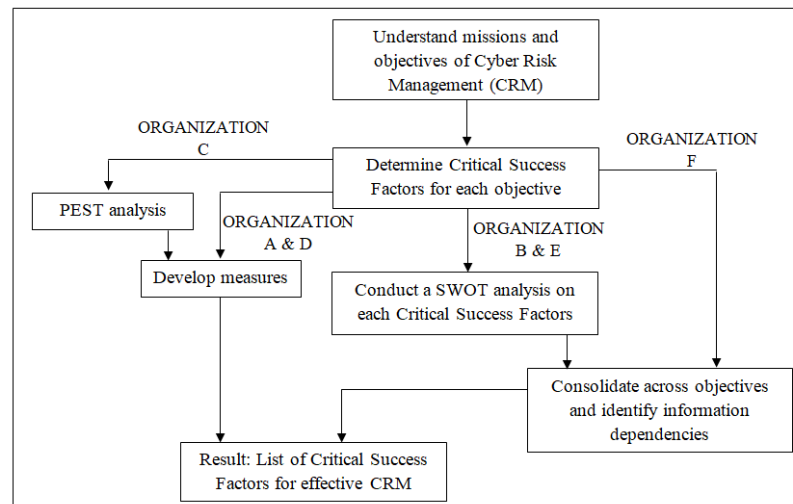 Understand missions and
objectives of Cyber Risk
Management (CRM)
ORGANIZATION
C
ORGANIZATION
F
Determine Critical Success
Factors for each objective
PEST analysis
ORGANIZATION
A & D
ORGANIZATION
B & E
Develop measures
Conduct a SWOT analysis on
each Critical Success Factors
Consolidate across objectives
and identify information
dependencies
Result: List of Critical Success
Factors for effective CRM